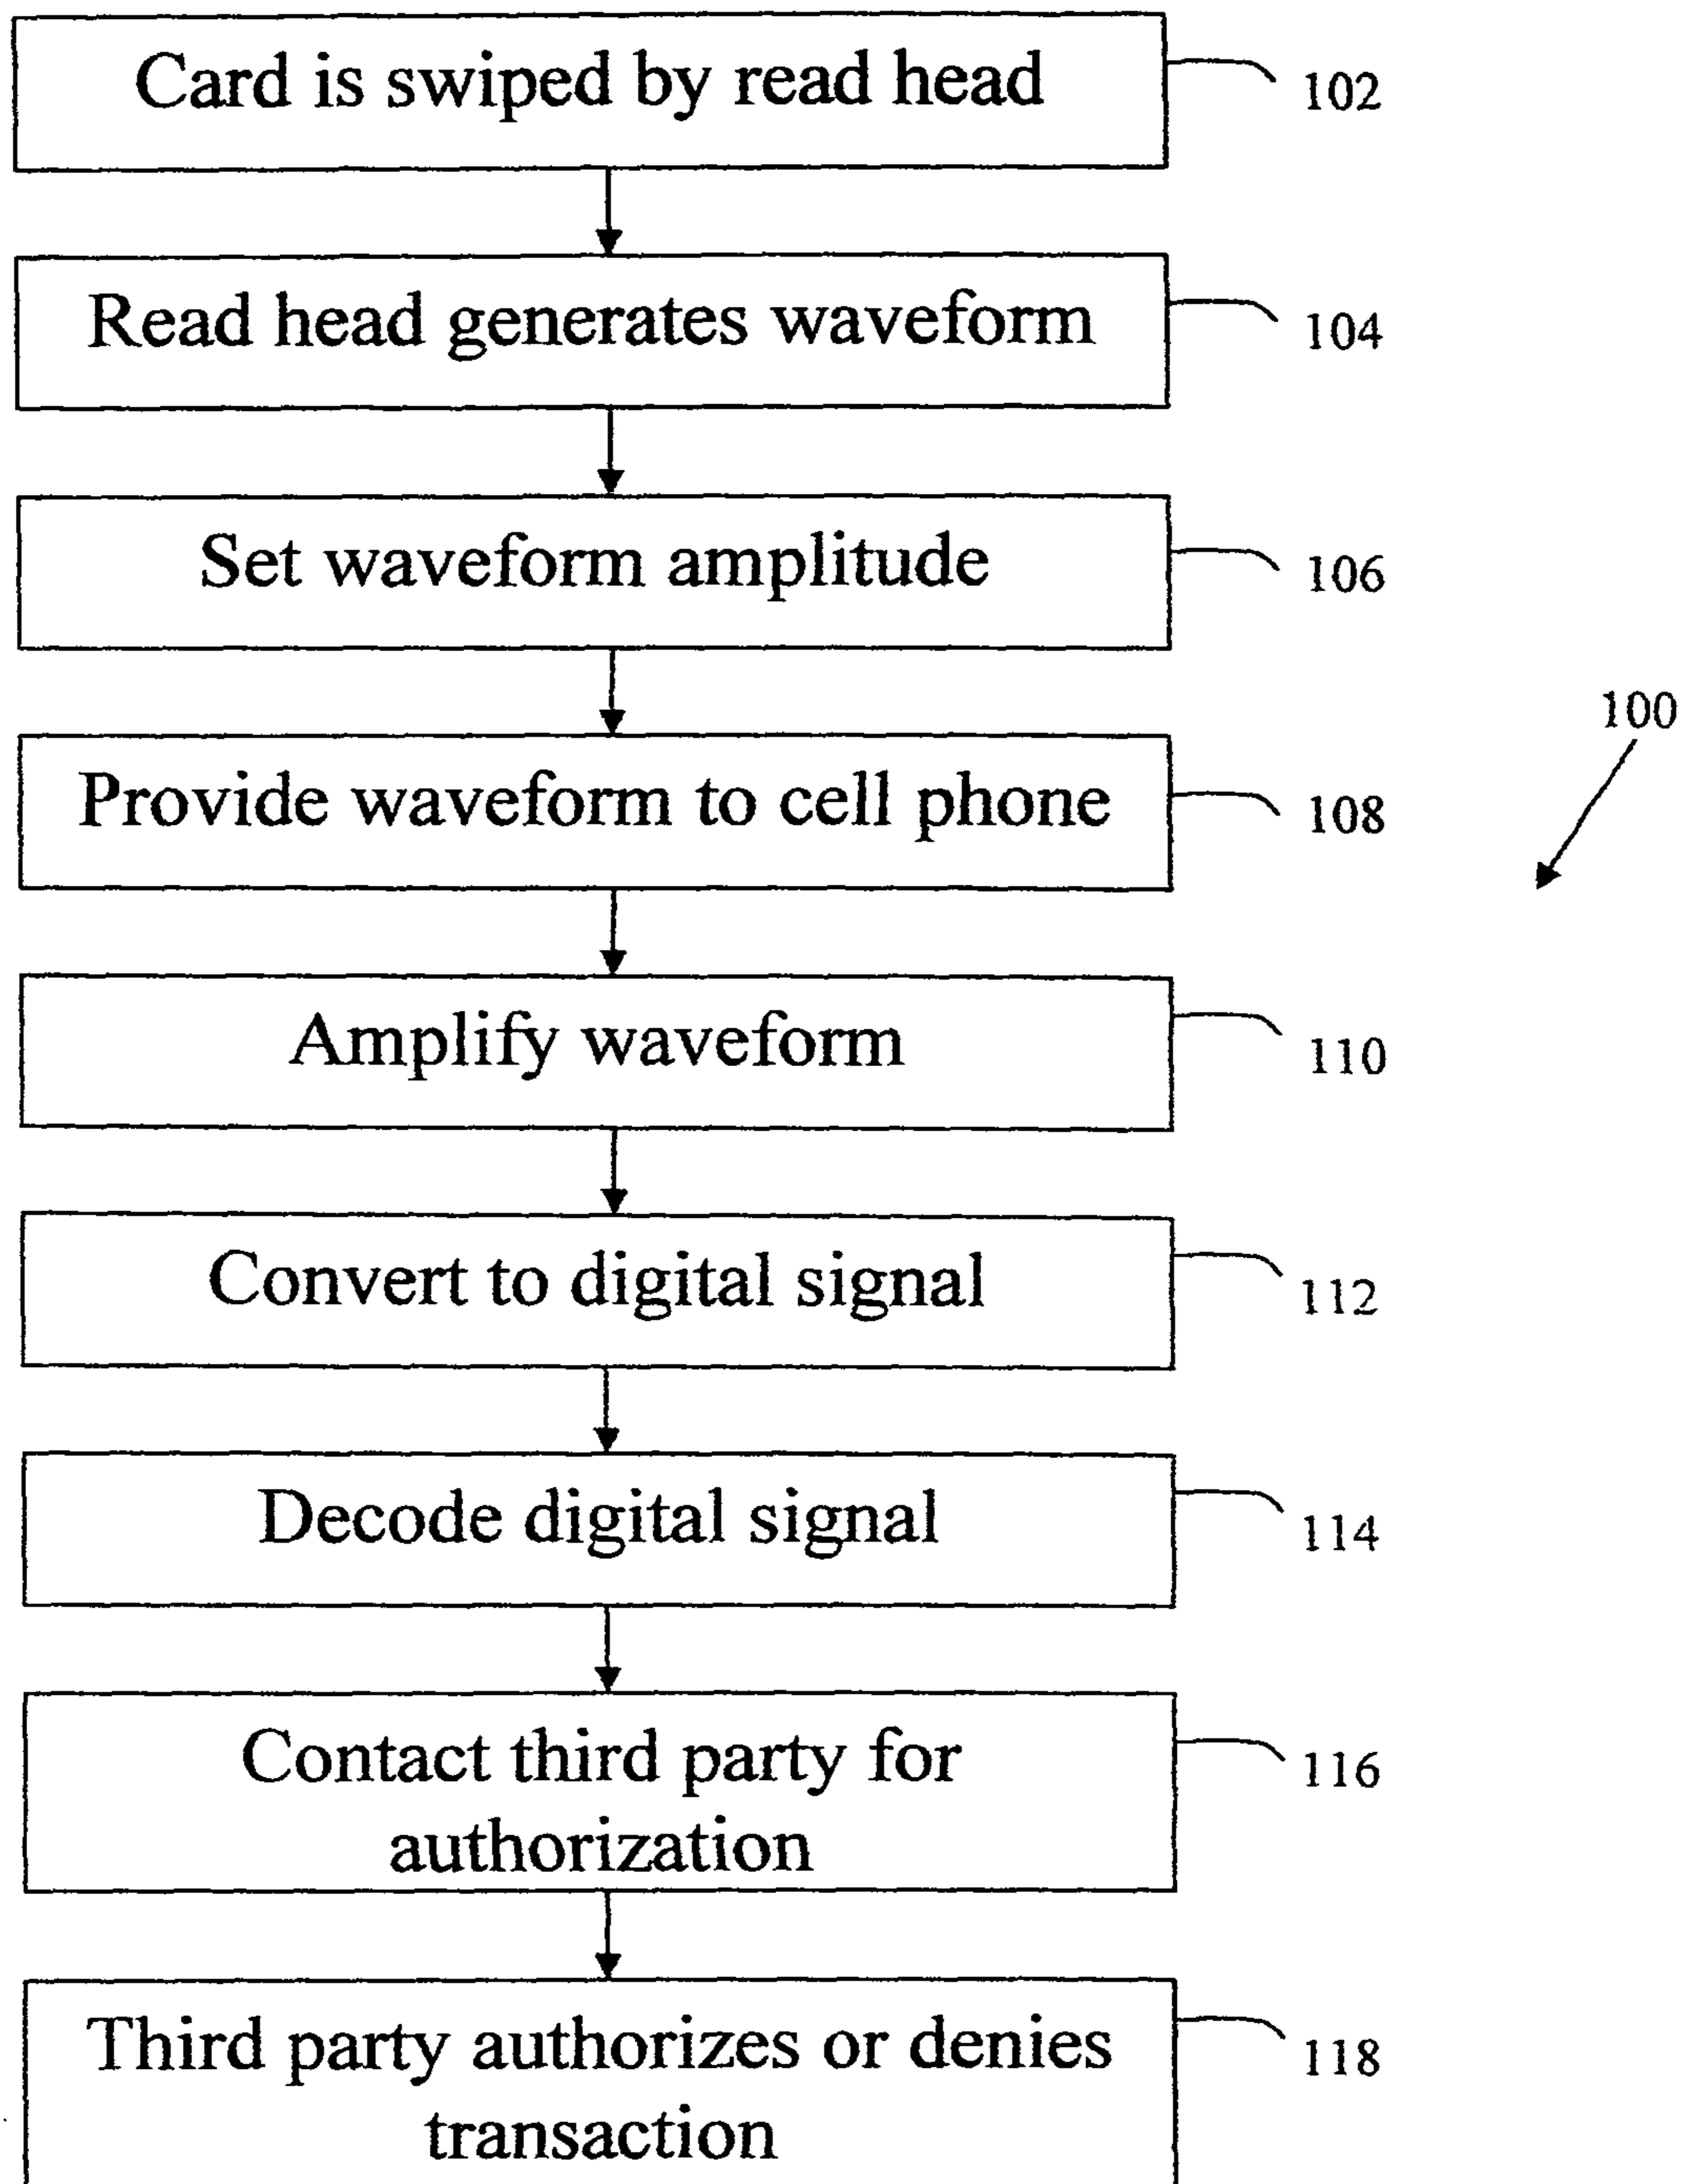 Card is swiped by read head
102
Read head generates waveform
104
Set waveform amplitude
106
100
Provide waveform to cell phone
108
Amplify waveform
110
Convert to digital signal
112
Decode digital signal
114
Contact third party for
authorization
116
Third party authorizes or denies
transaction
118